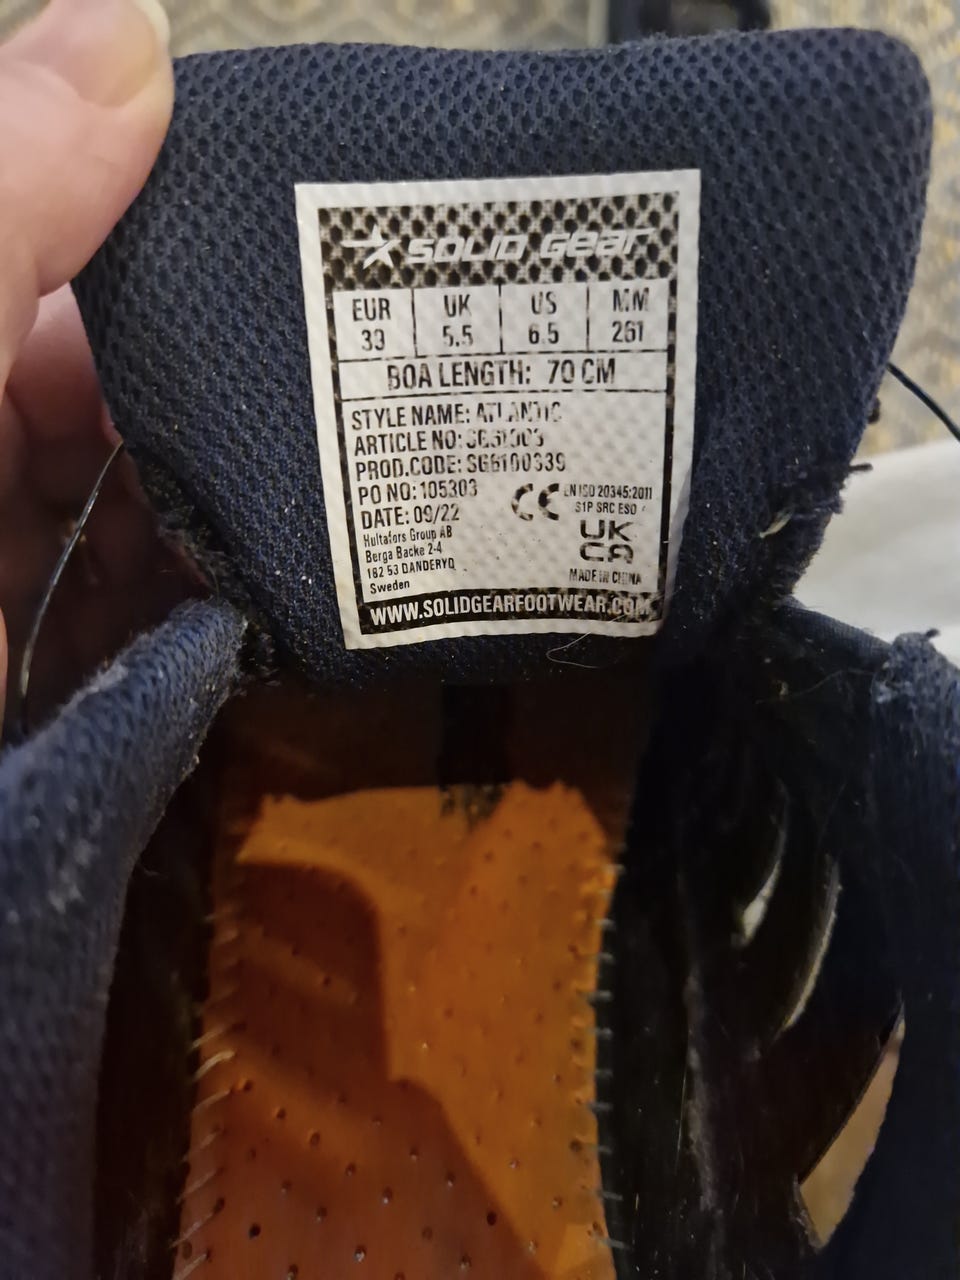 SOLID GEAR
EUR UK US MM
39 5.5 6.5 261
BOA LENGTH: 70 CM
STYLE NAME: ATLANTIC
ARTICLE NO:
PROD.CODE: SG6100339
PO NO: 105303
DATE: 09/22
Hultafors Group AB
Berga Backe 2-4
182 53 DANDERYD
Sweden
CE EN ISO 20345:2011
S1P SRC ESD
UK
CA
MADE IN CHINA
WWW.SOLIDGEARFOOTWEAR.COM